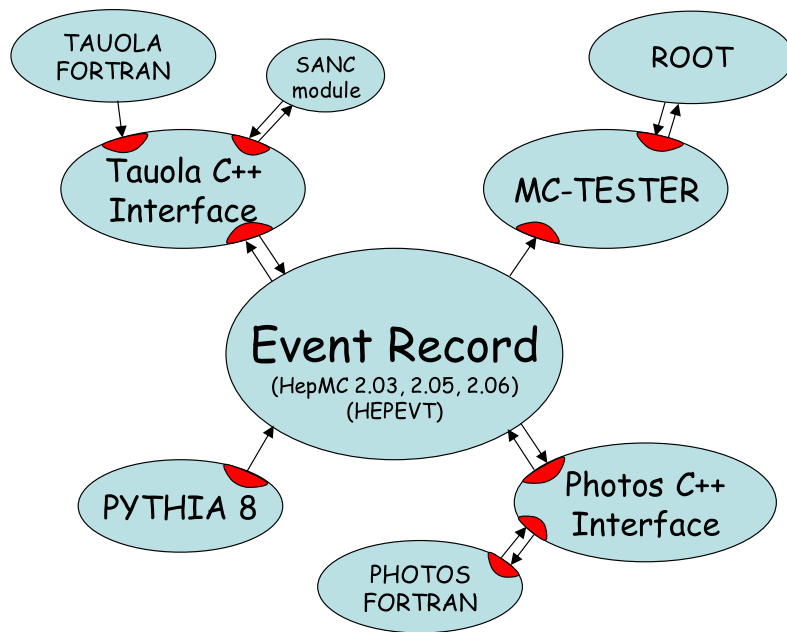 TAUOLA
FORTRAN
SANC
module
ROOT
Tauola C++
Interface
MC-TESTER
Event Record
(HepMC 2.03, 2.05, 2.06)
(HEPEVT)
PYTHIA 8
Photos C++
Interface
PHOTOS
FORTRAN